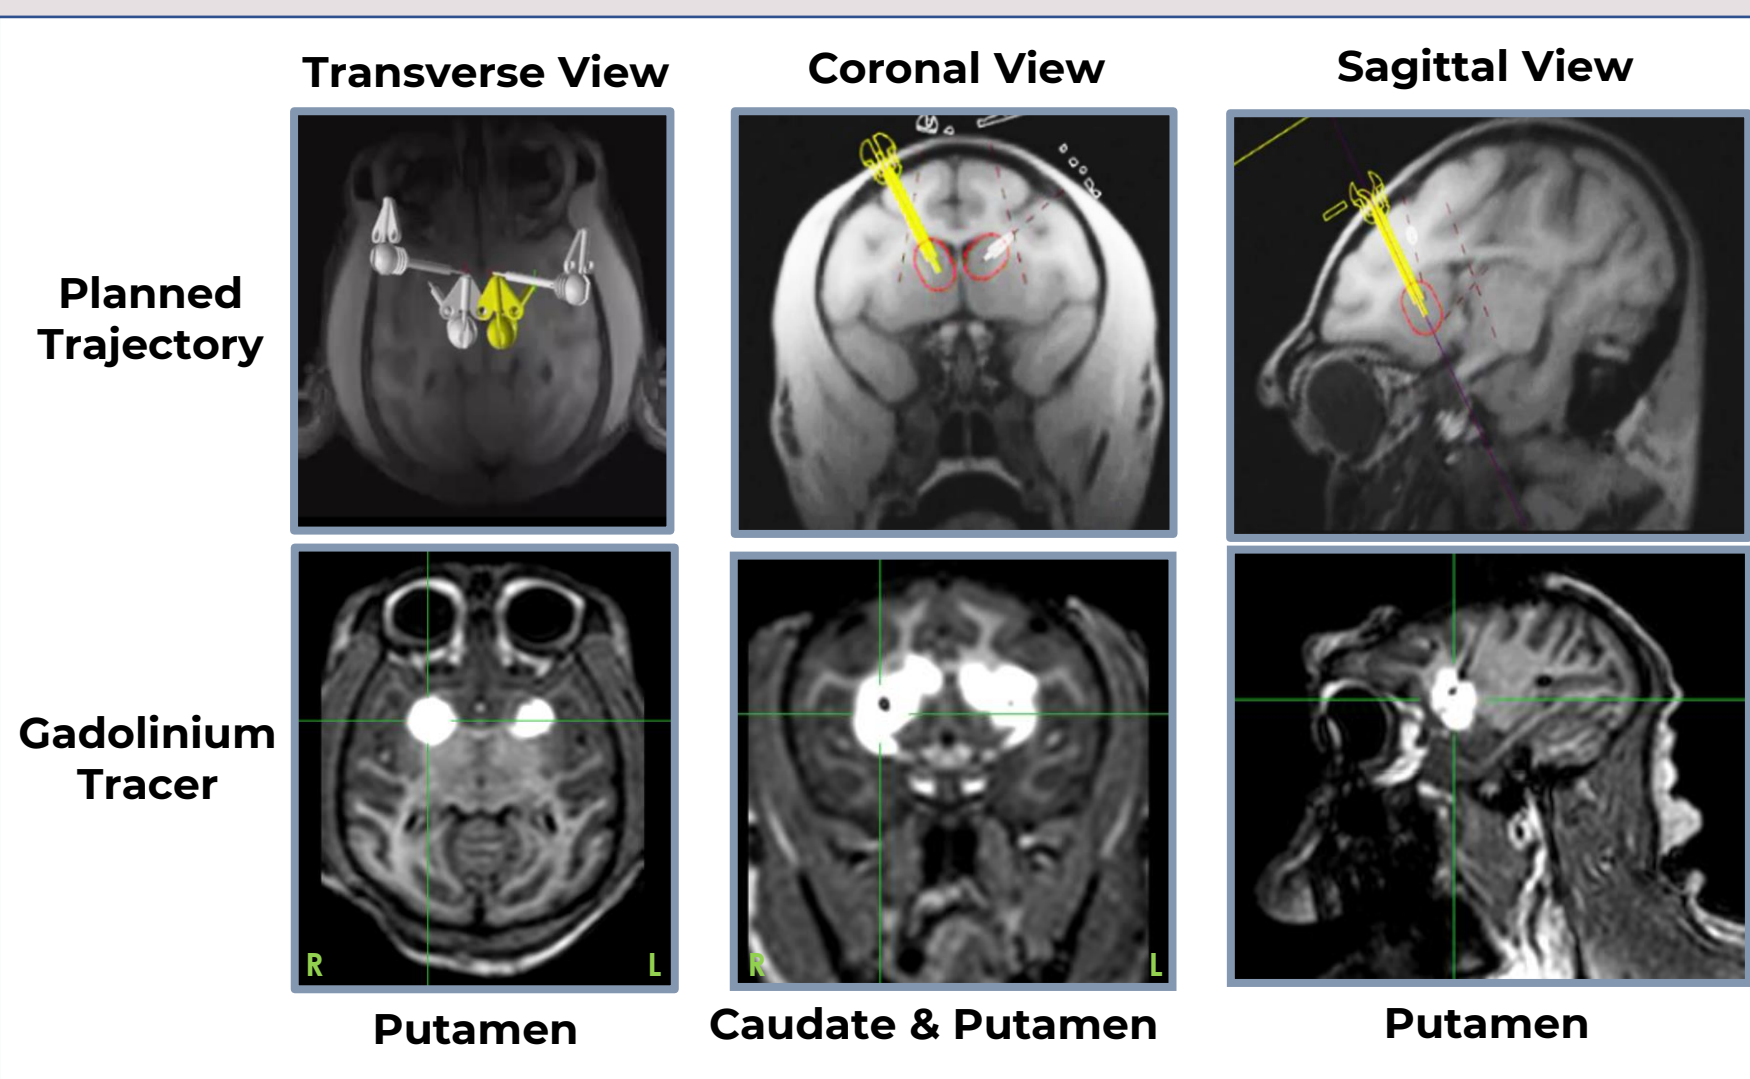 Transverse View
Coronal View
Sagittal View
Planned
Trajectory
Gadolinium
Tracer
R
L
R
L
Putamen
Caudate & Putamen
Putamen